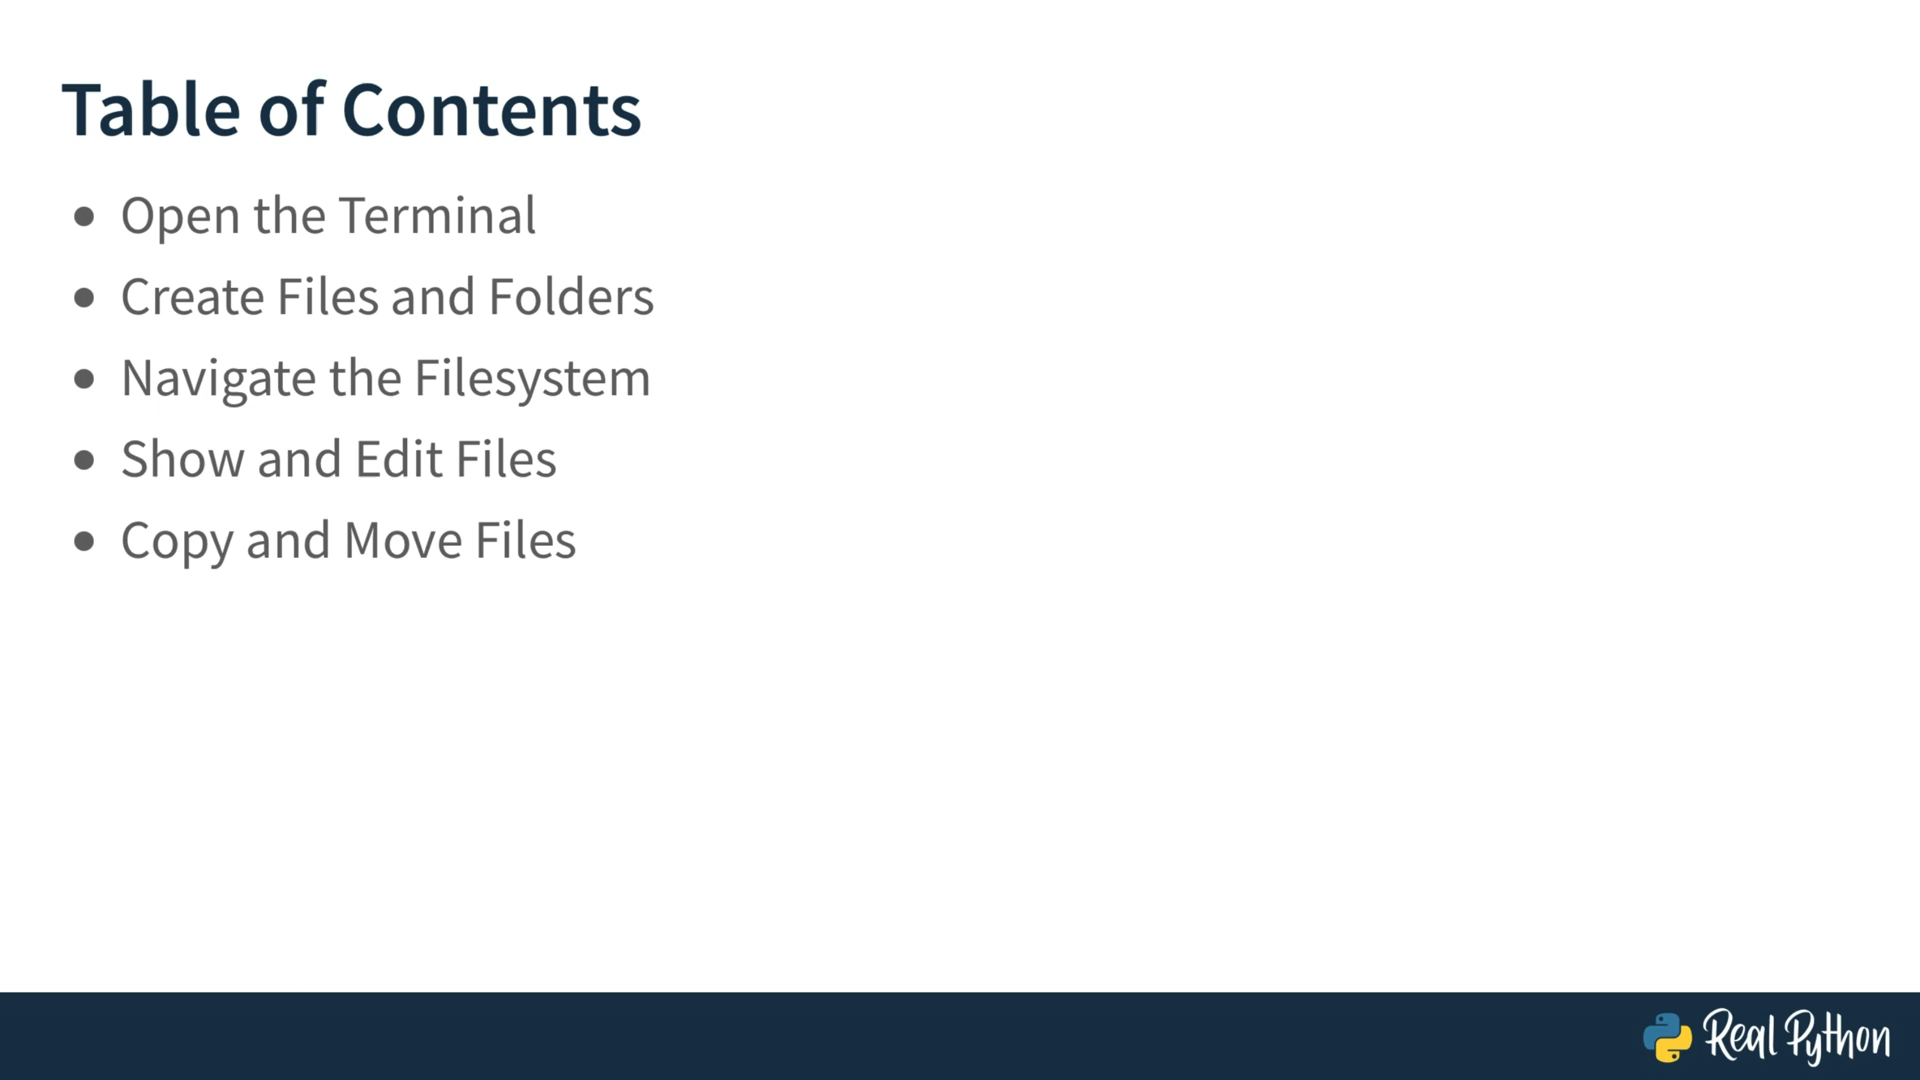 Table of Contents
• Open the Terminal
• Create Files and Folders
• Navigate the Filesystem
• Show and Edit Files
• Copy and Move Files
Real Python